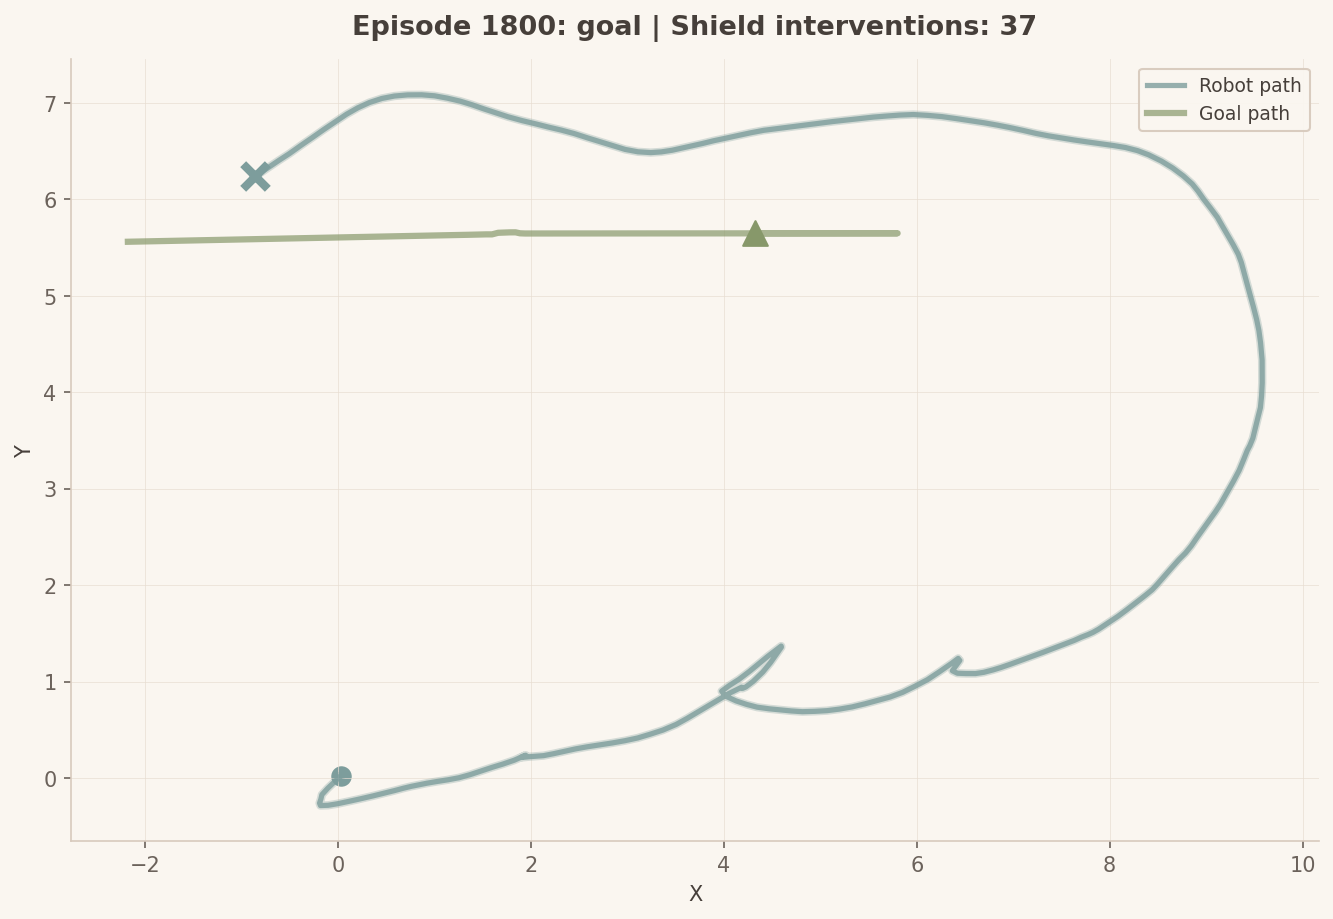 Episode 1800: goal | Shield interventions: 37
Robot path
Goal path
7
6
5
4
3
2
1
0
Y
−2 0 2 4 6 8 10
X